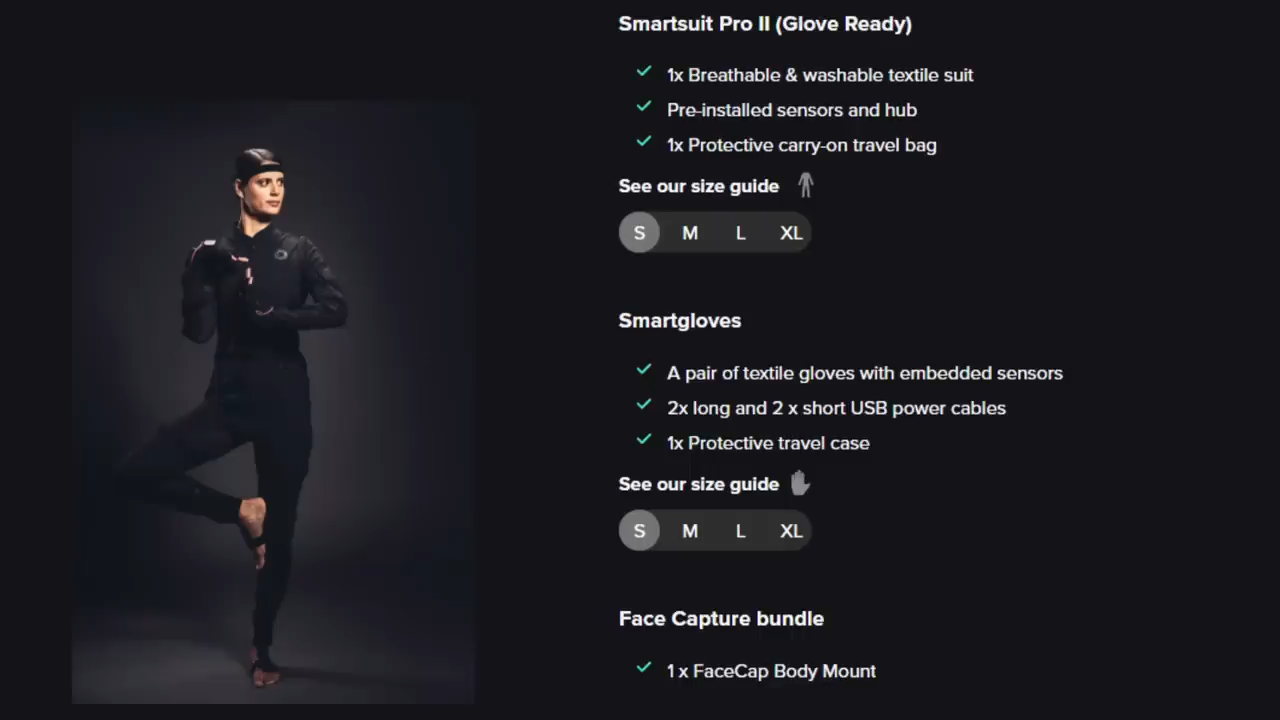 Smartsuit Pro II (Glove Ready)
1x Breathable & washable textile suit
Pre-installed sensors and hub
1x Protective carry-on travel bag
See our size guide
S M L XL
Smartgloves
A pair of textile gloves with embedded sensors
2x long and 2 x short USB power cables
1x Protective travel case
See our size guide
S M L XL
Face Capture bundle
1 x FaceCap Body Mount